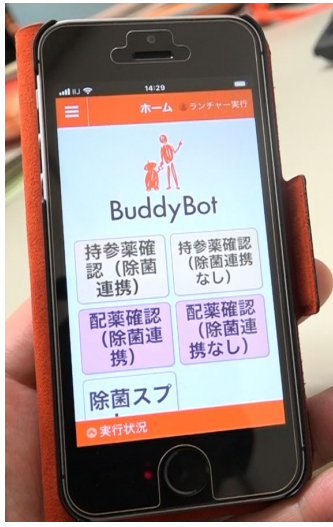 IIJ 14:29
ホーム
ランチャー実行
BuddyBot
持参薬確
認(除菌
連携)
持参薬確認
(除菌連携
なし)
配薬確認
(除菌連
携)
配薬確認
(除菌連
携なし)
除菌スプ
実行状況